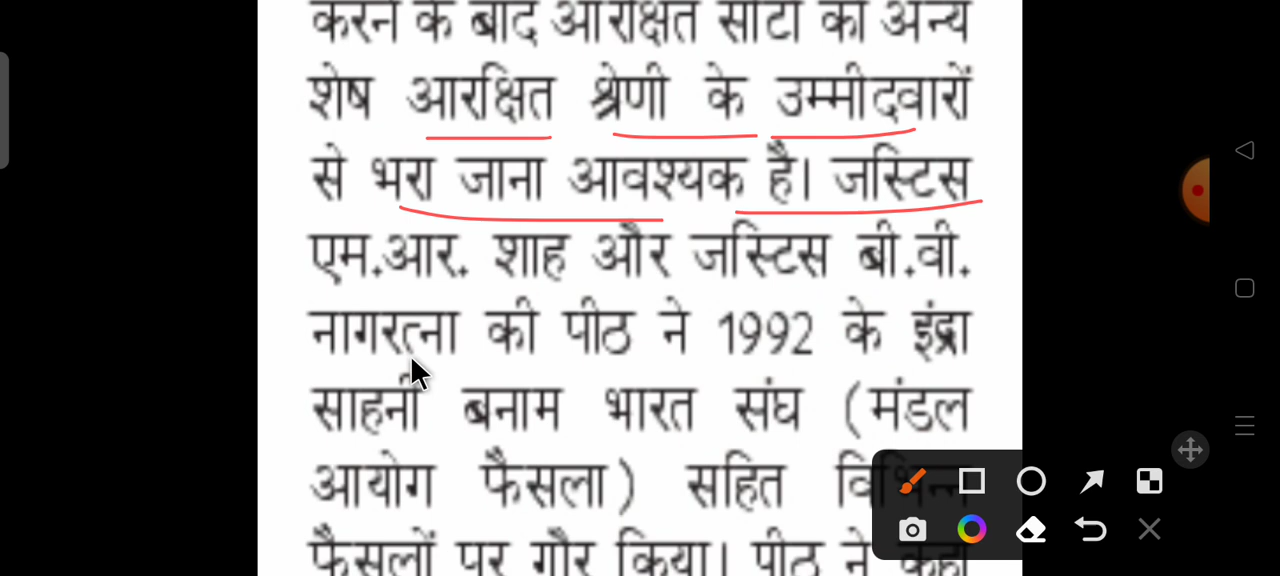 करने के बाद आरक्षित सीटों को अन्य
शेष आरक्षित श्रेणी के उम्मीदवारों
से भरा जाना आवश्यक है। जस्टिस
एम.आर. शाह और जस्टिस बी.वी.
नागरत्ना की पीठ ने 1992 के इंद्रा
साहनी बनाम भारत संघ (मंडल
आयोग फैसला) सहित विभिन्न
फैसलों पर गौर किया। पीठ ने कहा